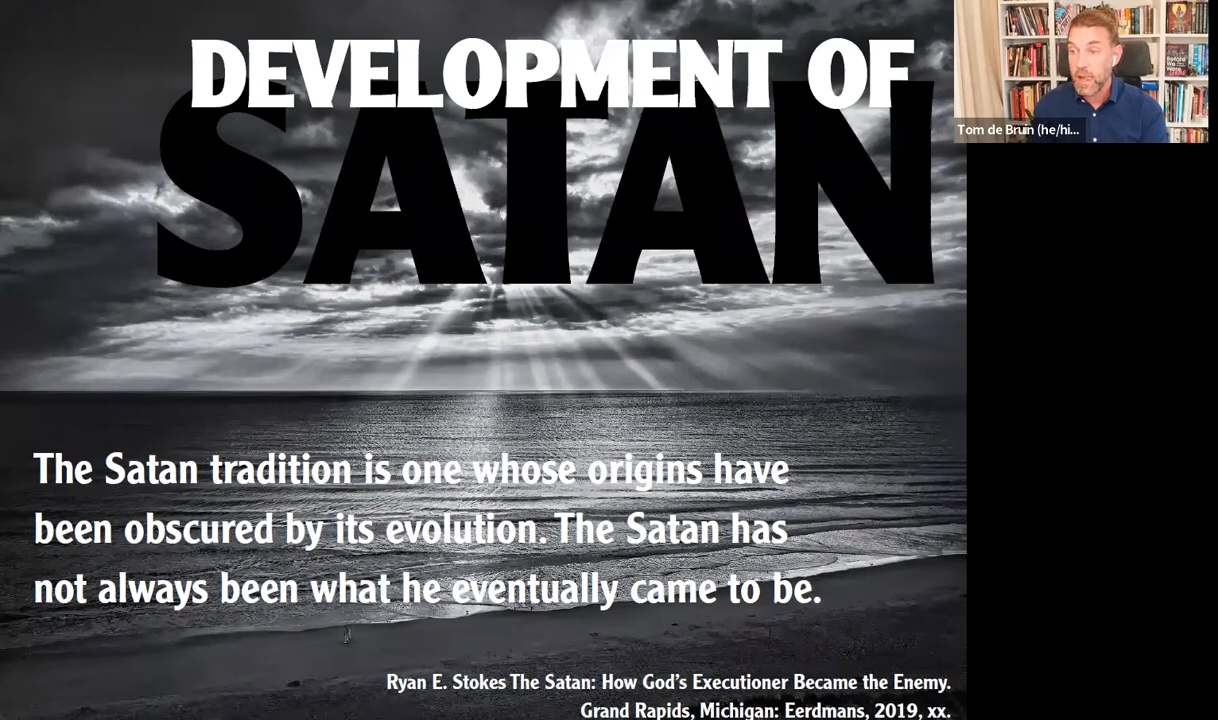 DEVELOPMENT OF
SATAN
Tom de Bruin (he/hi...
The Satan tradition is one whose origins have
been obscured by its evolution. The Satan has
not always been what he eventually came to be.
Ryan E. Stokes The Satan: How God’s Executioner Became the Enemy.
Grand Rapids, Michigan: Eerdmans, 2019, xx.